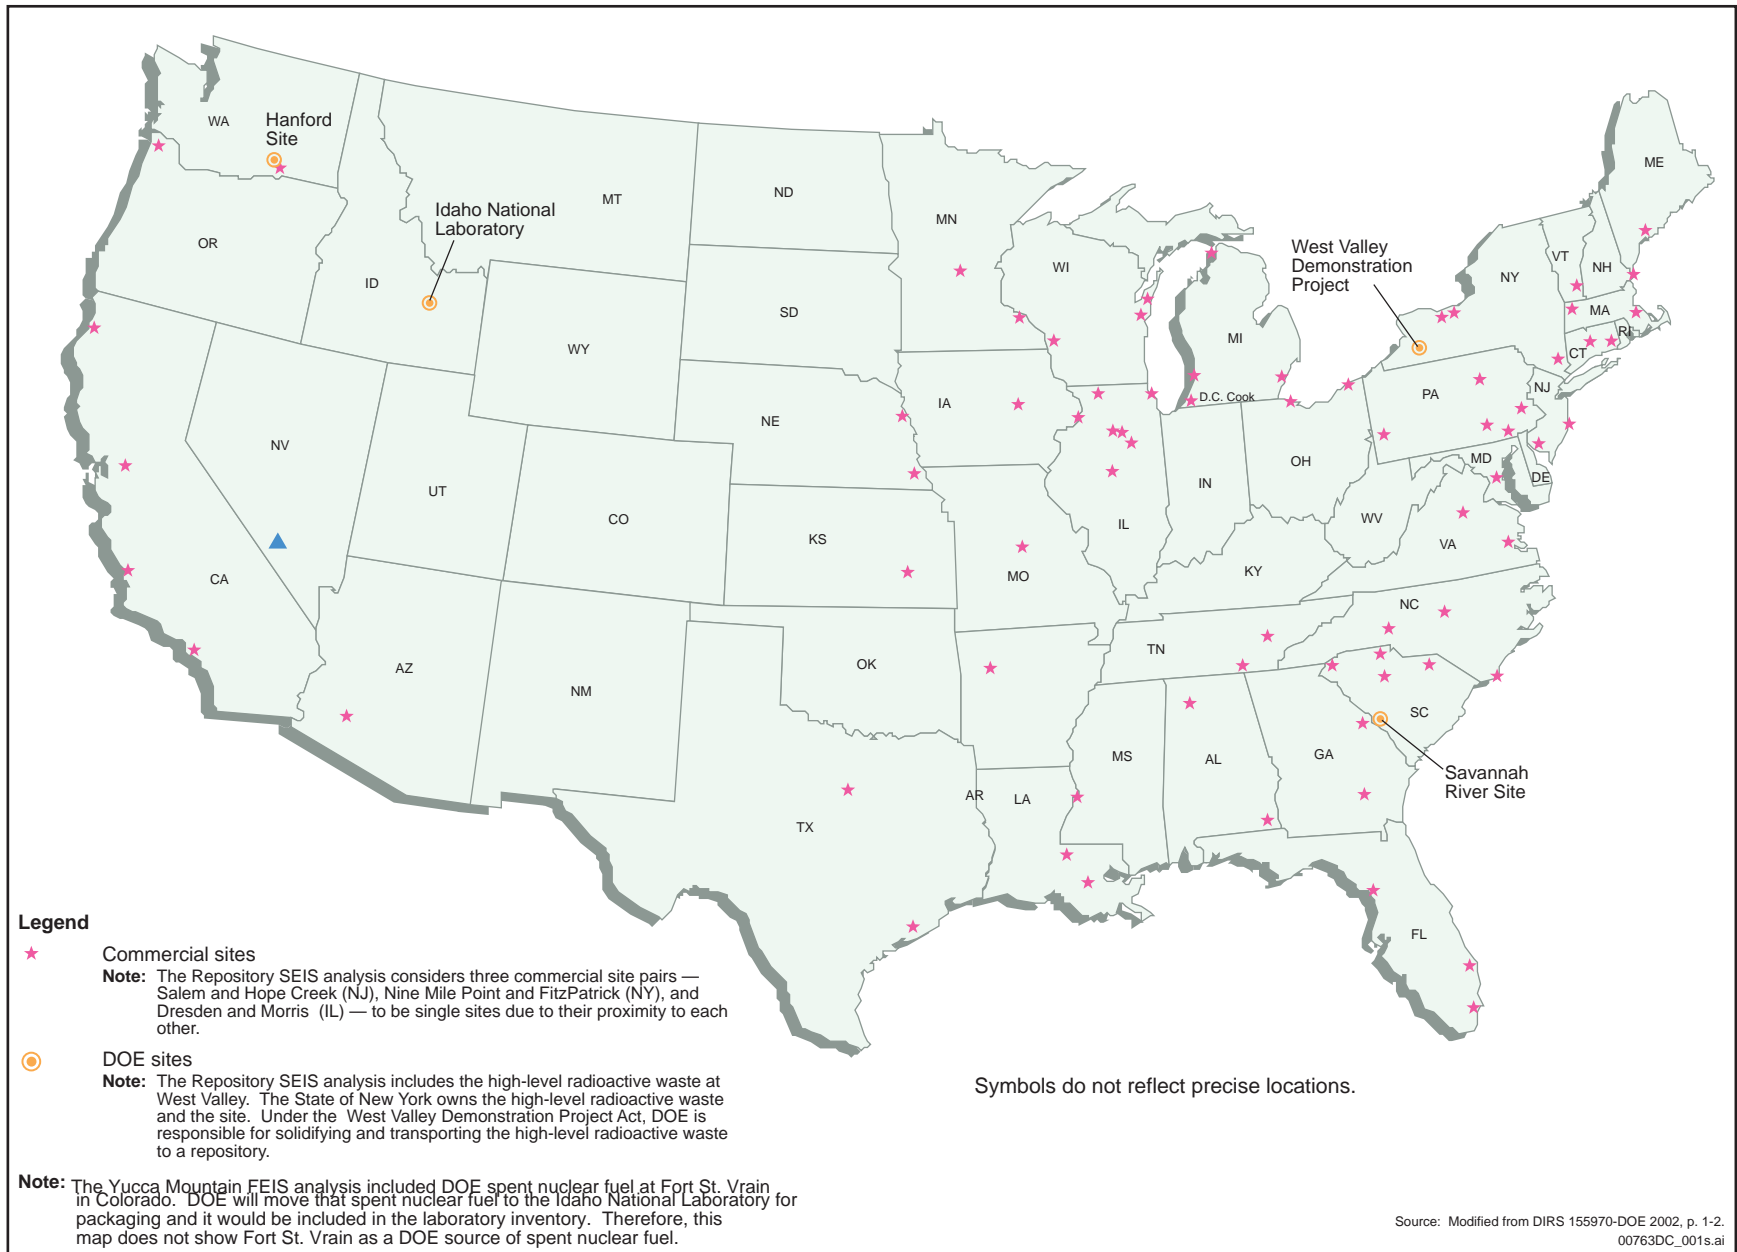 WA
Hanford
Site
ME
ND
MT
MN
Idaho National
Laboratory
OR
West Valley
Demonstration
Project
VT
NH
NY
WI
ID
SD
MA
RI
MI
WY
CT
NJ
D.C. Cook
PA
IA
NE
NV
OH
MD
DE
IN
UT
CO
IL
WV
KS
VA
CA
KY
MO
NC
TN
OK
AZ
NM
SC
MS
AL
GA
Savannah
River Site
AR
LA
TX
FL
Legend
Commercial sites
Note: The Repository SEIS analysis considers three commercial site pairs —
Salem and Hope Creek (NJ), Nine Mile Point and FitzPatrick (NY), and
Dresden and Morris (IL) — to be single sites due to their proximity to each
other.
DOE sites
Note: The Repository SEIS analysis includes the high-level radioactive waste at
West Valley. The State of New York owns the high-level radioactive waste
and the site. Under the West Valley Demonstration Project Act, DOE is
responsible for solidifying and transporting the high-level radioactive waste
to a repository.
Symbols do not reflect precise locations.
Note: The Yucca Mountain FEIS analysis included DOE spent nuclear fuel at Fort St. Vrain
in Colorado. DOE will move that spent nuclear fuel to the Idaho National Laboratory for
packaging and it would be included in the laboratory inventory. Therefore, this
map does not show Fort St. Vrain as a DOE source of spent nuclear fuel.
Source: Modified from DIRS 155970-DOE 2002, p. 1-2.
00763DC_001s.ai